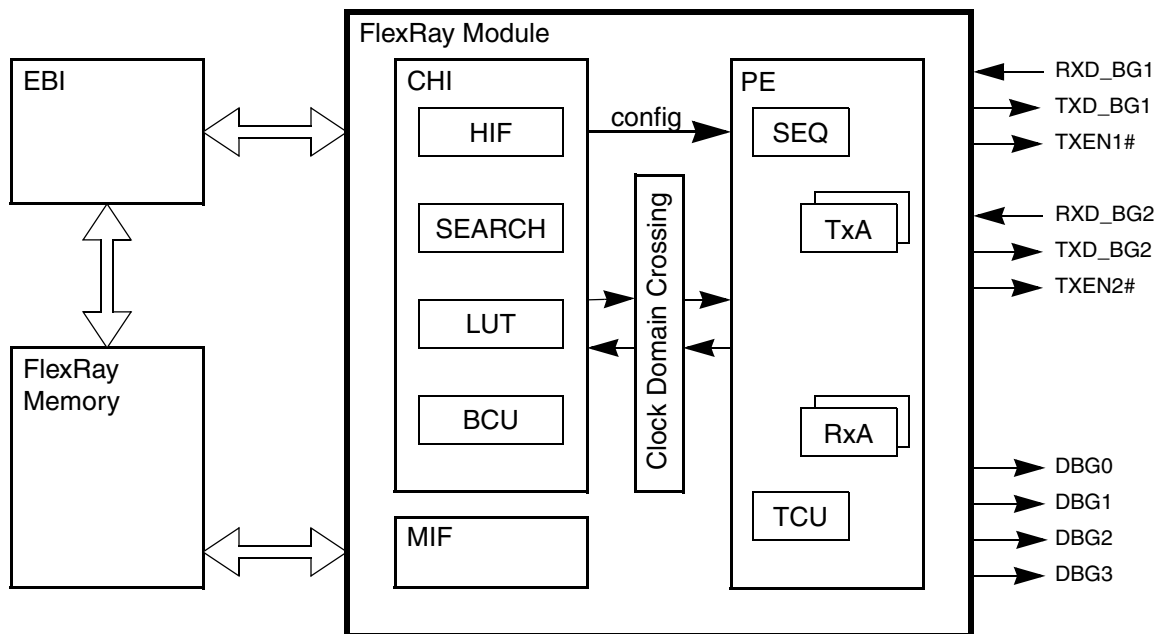 FlexRay Module
EBI
CHI
PE
RXD_BG1
TXD_BG1
TXEN1#
HIF
config
SEQ
SEARCH
TxA
RXD_BG2
TXD_BG2
TXEN2#
Clock Domain Crossing
LUT
FlexRay
Memory
BCU
RxA
MIF
TCU
DBG0
DBG1
DBG2
DBG3